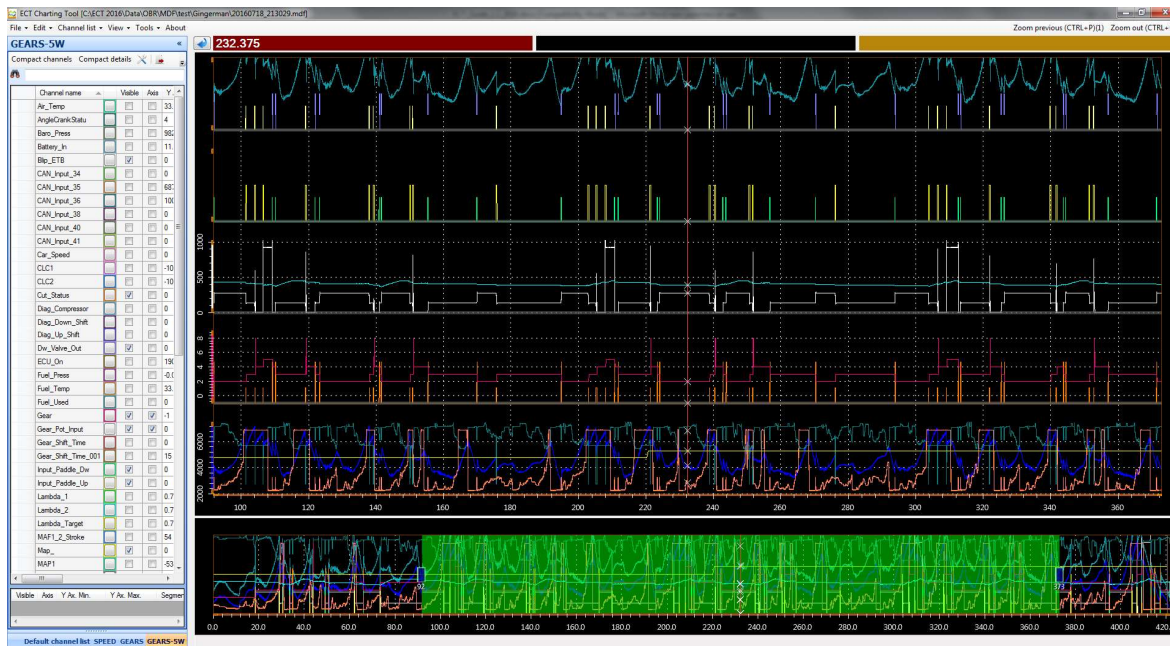 ECT Charting Tool [C:\ECT 2016\Data\OBR\MDF\test\Gingerman\20160718_213029.mdf]
File Edit Channel list View Tools About
Zoom previous (CTRL+P)(1) Zoom out (CTRL+
GEARS-5W «
232.375
Compact channels Compact details
Channel name Visible Axis Y
Air_Temp 33.
AngleCrankStatu 4
Baro_Press 982
Battery_In 11.
Blip_ETB 0
CAN_Input_34 0
CAN_Input_35 687
CAN_Input_36 100
CAN_Input_38 0
CAN_Input_40 0
CAN_Input_41 0
Car_Speed 0
CLC1 -10
CLC2 -10
Cut_Status 0
Diag_Compressor 0
Diag_Down_Shift 0
Diag_Up_Shift 0
Dw_Valve_Out 0
ECU_On 190
Fuel_Press -0.0
Fuel_Temp 33.
Fuel_Used 0
Gear -1
Gear_Pot_Input 0
Gear_Shft_Time 0
Gear_Shift_Time_001 15
Input_Paddle_Dw 0
Input_Paddle_Up 0
Lambda_1 0.7
Lambda_2 0.7
Lambda_Target 0.7
MAF1_2_Stroke 54
Map_ 0
MAP1 -53
Visible Axis Y Ax. Min. Y Ax. Max. Segmer
Default channel list SPEED GEARS GEARS-5W
1000
500
0
8
6
4
2
0
6000
4000
2000
100 120 140 160 180 200 220 240 260 280 300 320 340 360
92 373
0.0 20.0 40.0 60.0 80.0 100.0 120.0 140.0 160.0 180.0 200.0 220.0 240.0 260.0 280.0 300.0 320.0 340.0 360.0 380.0 400.0 420.